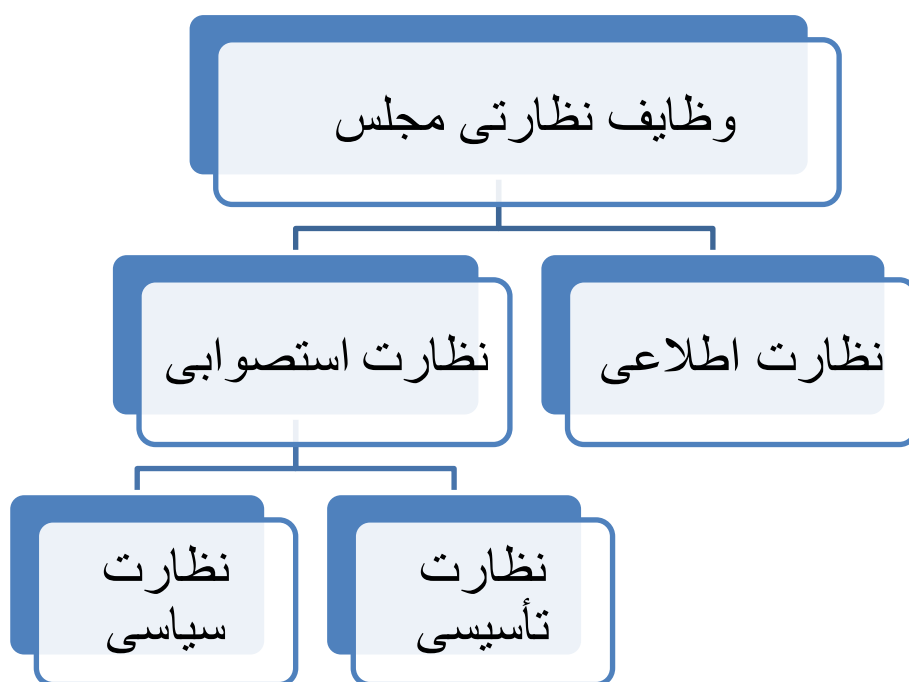 وظایف نظارتی مجلس
نظارت اطلاعی
نظارت استصوابی
نظارت
تأسیسی
نظارت
سیاسی